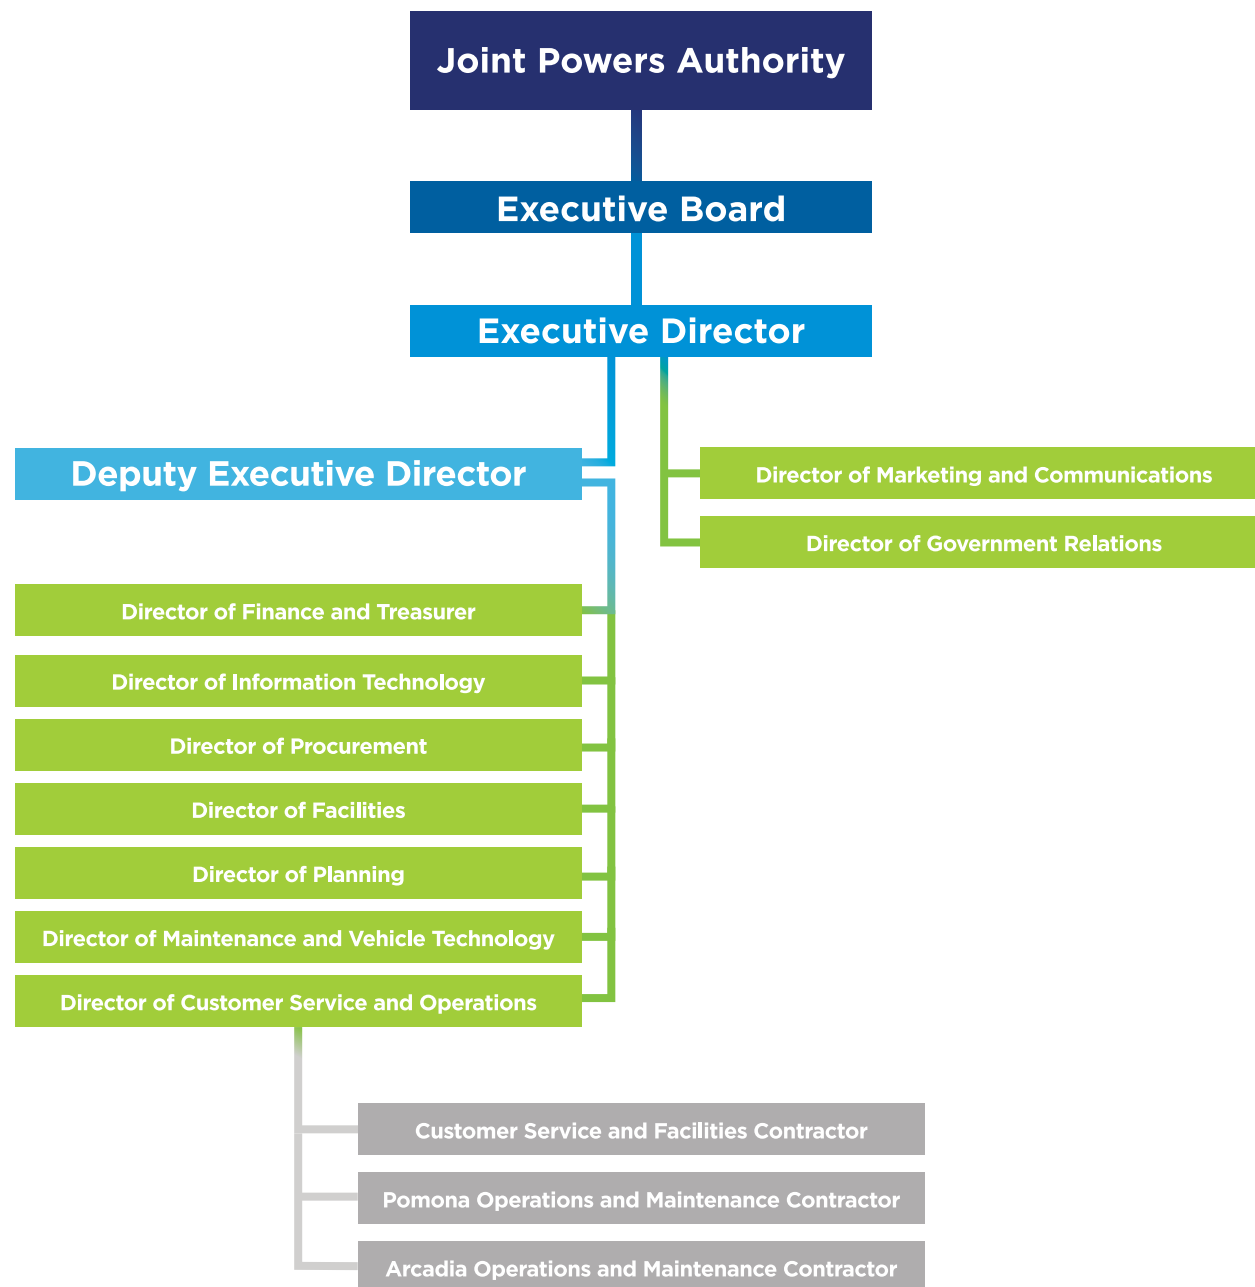 Joint Powers Authority
Executive Board
Executive Director
Deputy Executive Director
Director of Marketing and Communications
Director of Government Relations
Director of Finance and Treasurer
Director of Information Technology
Director of Procurement
Director of Facilities
Director of Planning
Director of Maintenance and Vehicle Technology
Director of Customer Service and Operations
Customer Service and Facilities Contractor
Pomona Operations and Maintenance Contractor
Arcadia Operations and Maintenance Contractor